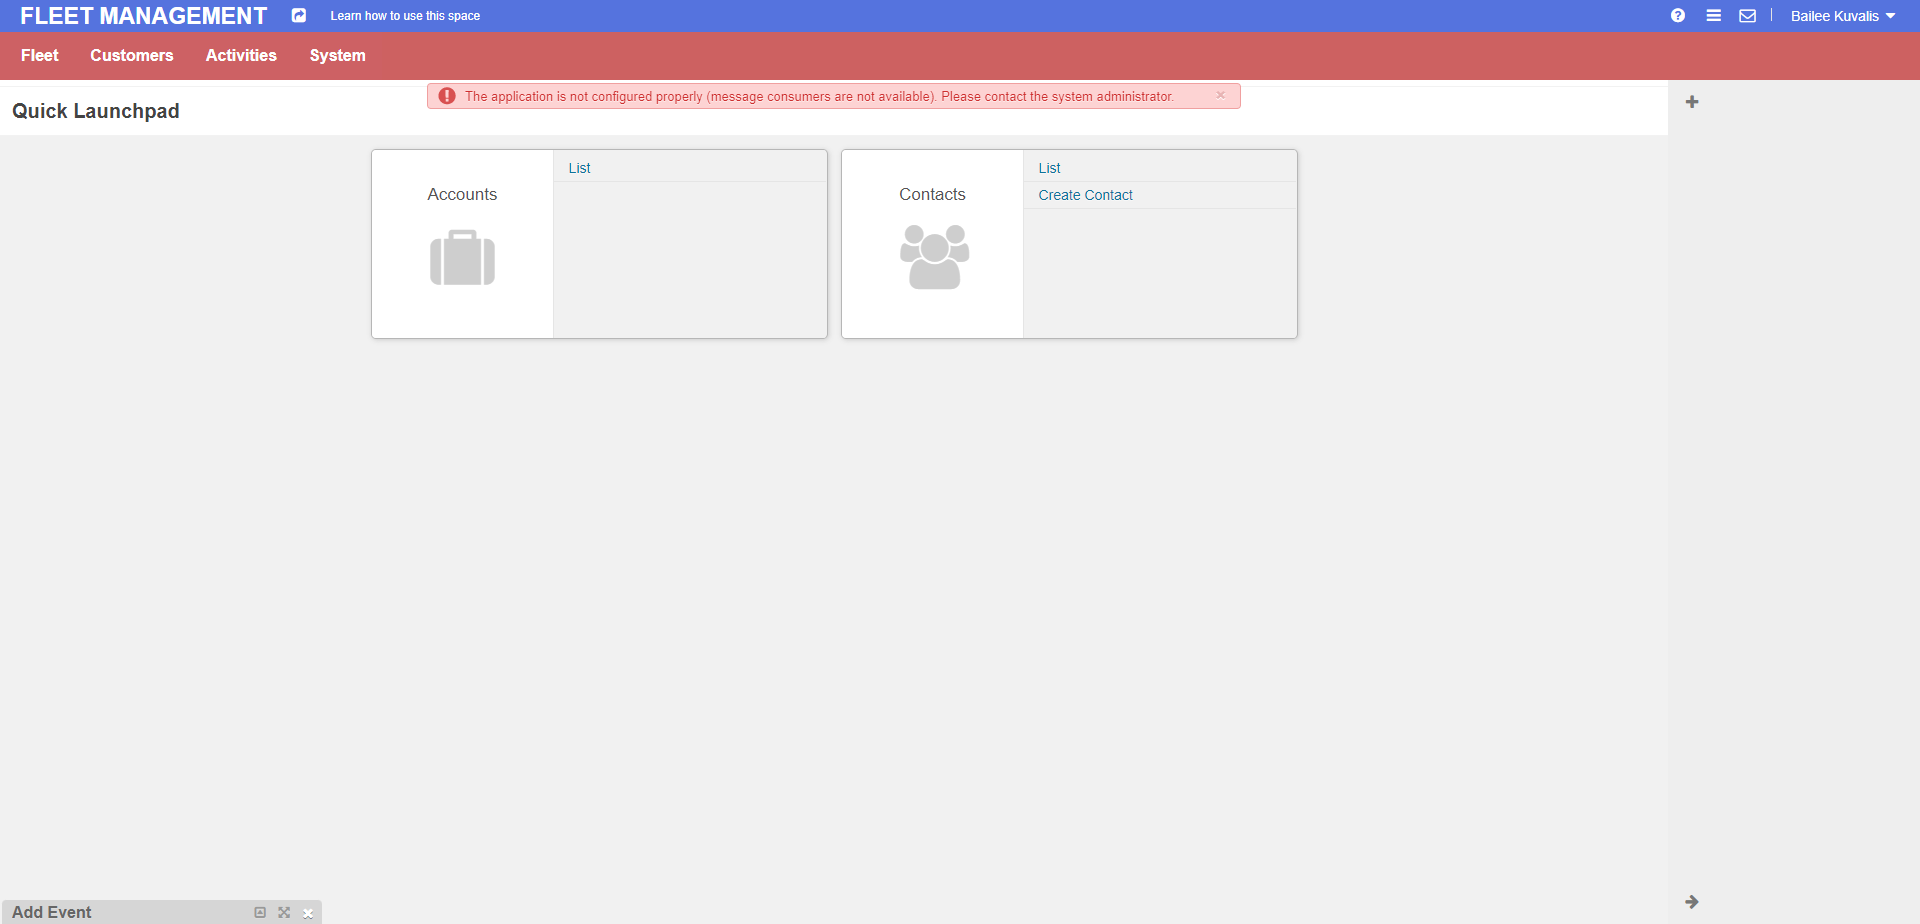 FLEET MANAGEMENT
Learn how to use this space
Bailee Kuvalis
Fleet
Customers
Activities
System
The application is not configured properly (message consumers are not available). Please contact the system administrator.
Quick Launchpad
Accounts
List
Contacts
List
Create Contact
Add Event